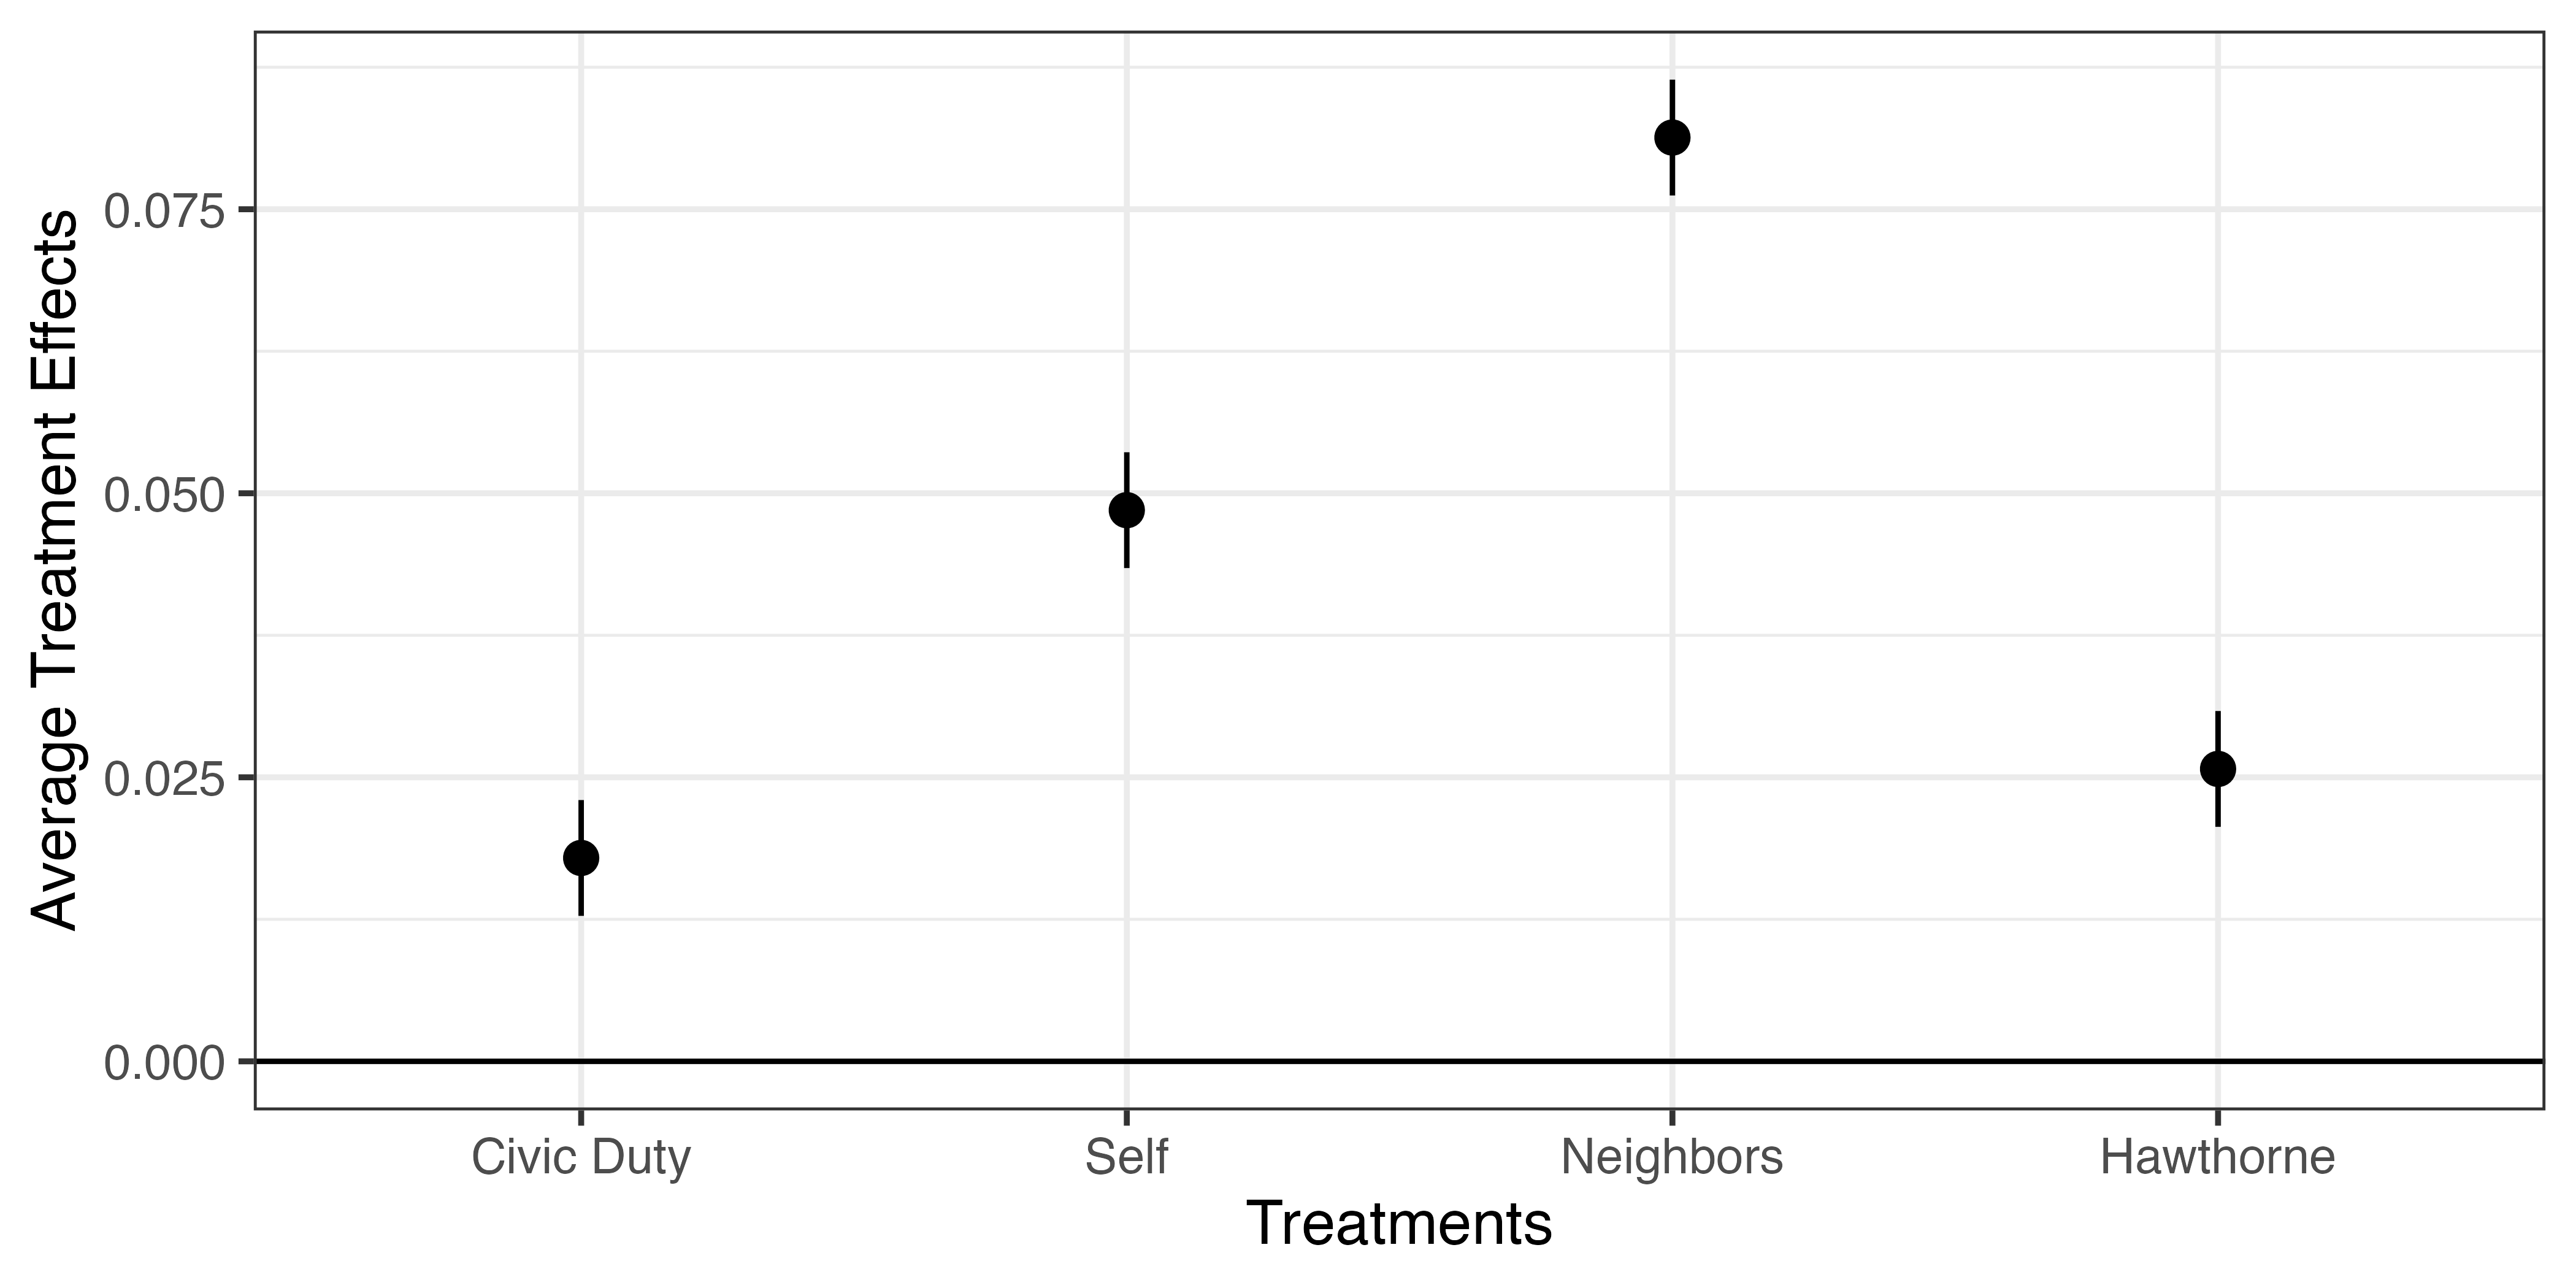 Average Treatment Effects
0.075
0.050
0.025
0.000
Civic Duty
Self
Neighbors
Hawthorne
Treatments